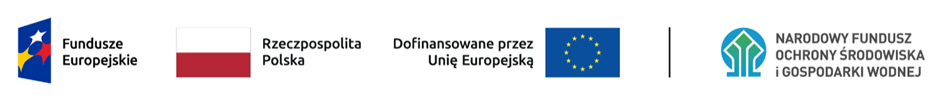 Fundusze
Europejskie
Rzeczpospolita
Polska
Dofinansowane przez
Unię Europejską
NARODOWY FUNDUSZ
OCHRONY ŚRODOWISKA
i GOSPODARKI WODNEJ